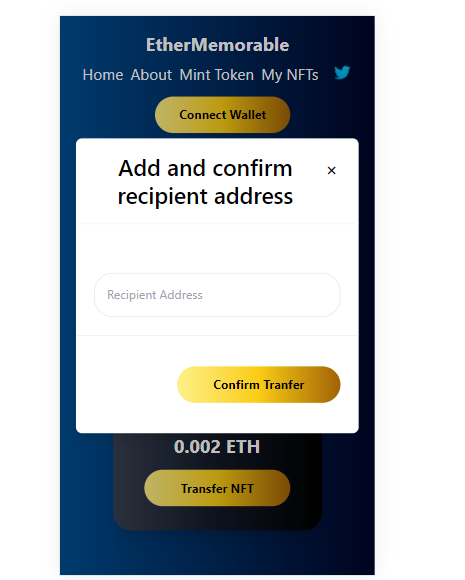 EtherMemorable
Home About Mint Token My NFTs
Connect Wallet
Add and confirm
recipient address
×
Recipient Address
Confirm Tranfer
0.002 ETH
Transfer NFT